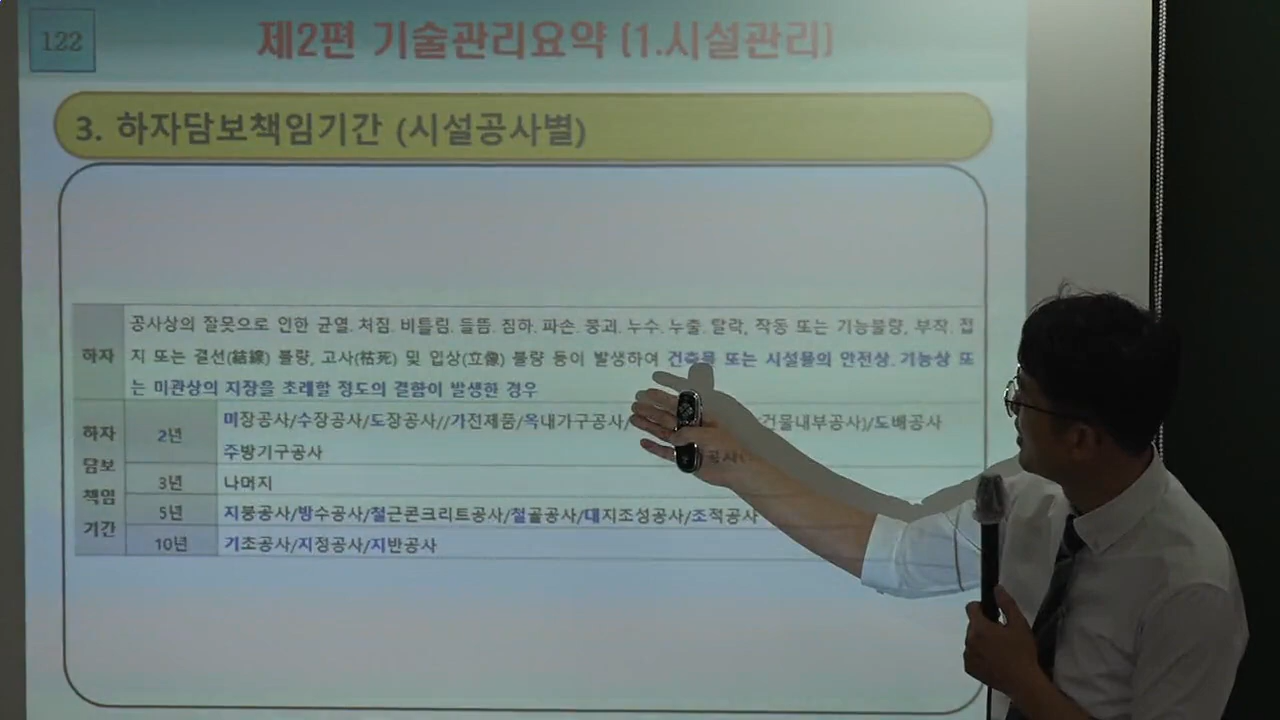 122
제2편 기술관리요약 (1.시설관리)
3. 하자담보책임기간 (시설공사별)
하자
공사상의 잘못으로 인한 균열. 처짐. 비틀림. 들뜸. 침하. 파손. 붕괴. 누수. 누출. 탈락, 작동 또는 기능불량, 부착. 접
지 또는 결선(結線) 불량, 고사(枯死) 및 입상(立像) 불량 등이 발생하여 건축물 또는 시설물의 안전상. 기능상 또
는 미관상의 지장을 초래할 정도의 결함이 발생한 경우
하자
담보
책임
기간
2년
미장공사/수장공사/도장공사//가전제품/옥내가구공사/ 건물내부공사)/도배공사
주방기구공사
3년
나머지
5년
지붕공사/방수공사/철근콘크리트공사/철골공사/대지조성공사/조적공사
10년
기초공사/지정공사/지반공사